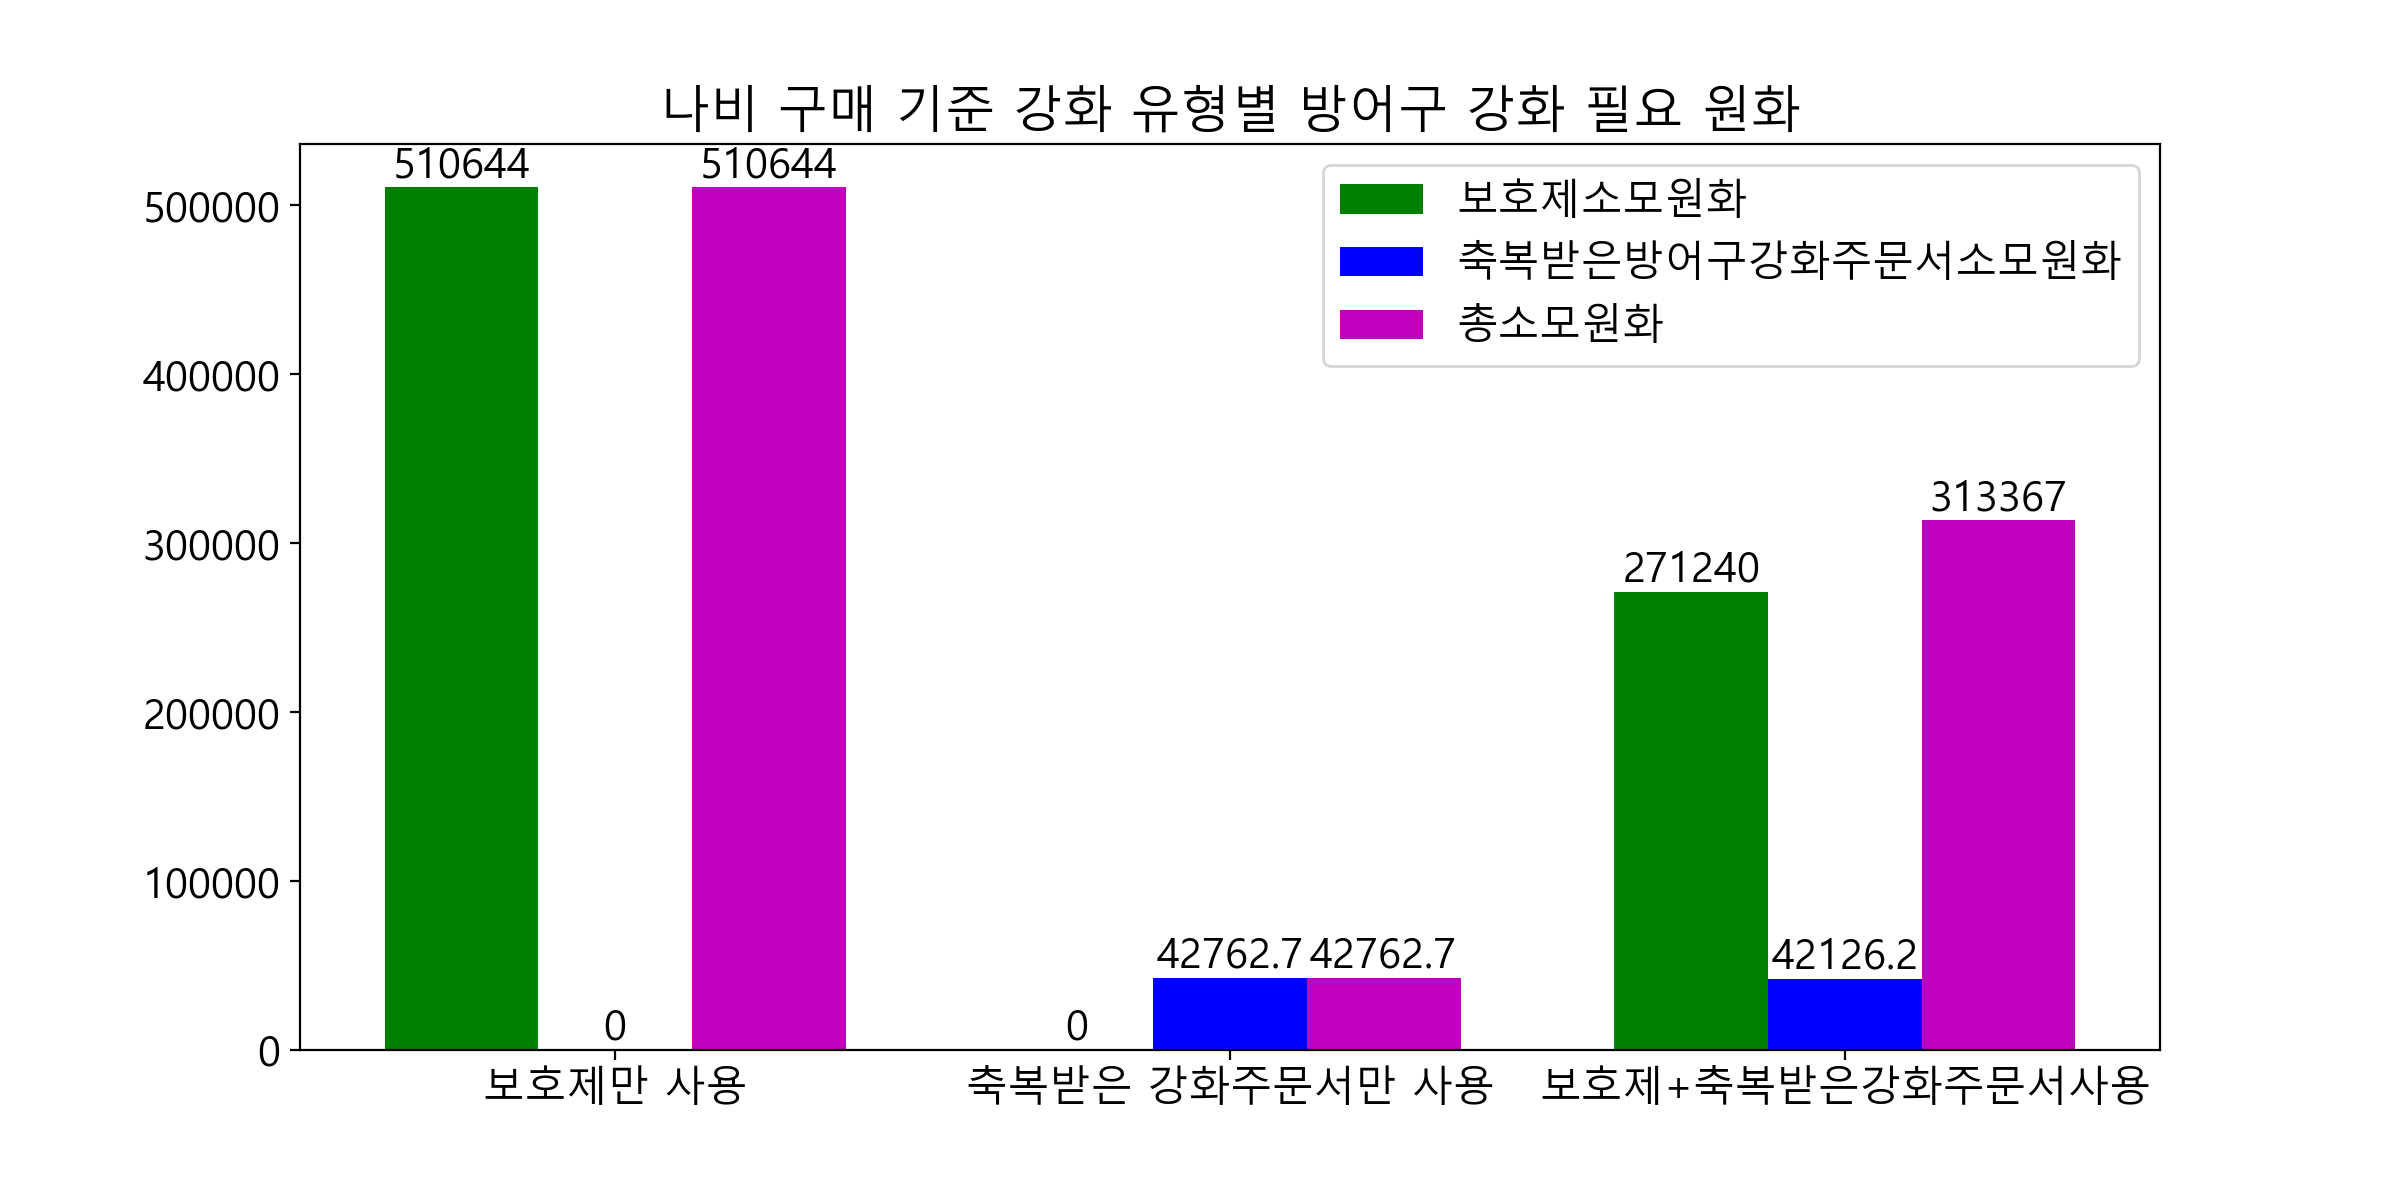 나비 구매 기준 강화 유형별 방어구 강화 필요 원화
510644
510644
500000
400000
300000
200000
100000
0
보호제소모원화
축복받은방어구강화주문서소모원화
총소모원화
313367
271240
42762.7
42762.7
42126.2
0
0
보호제만 사용
축복받은 강화주문서만 사용
보호제+축복받은강화주문서사용